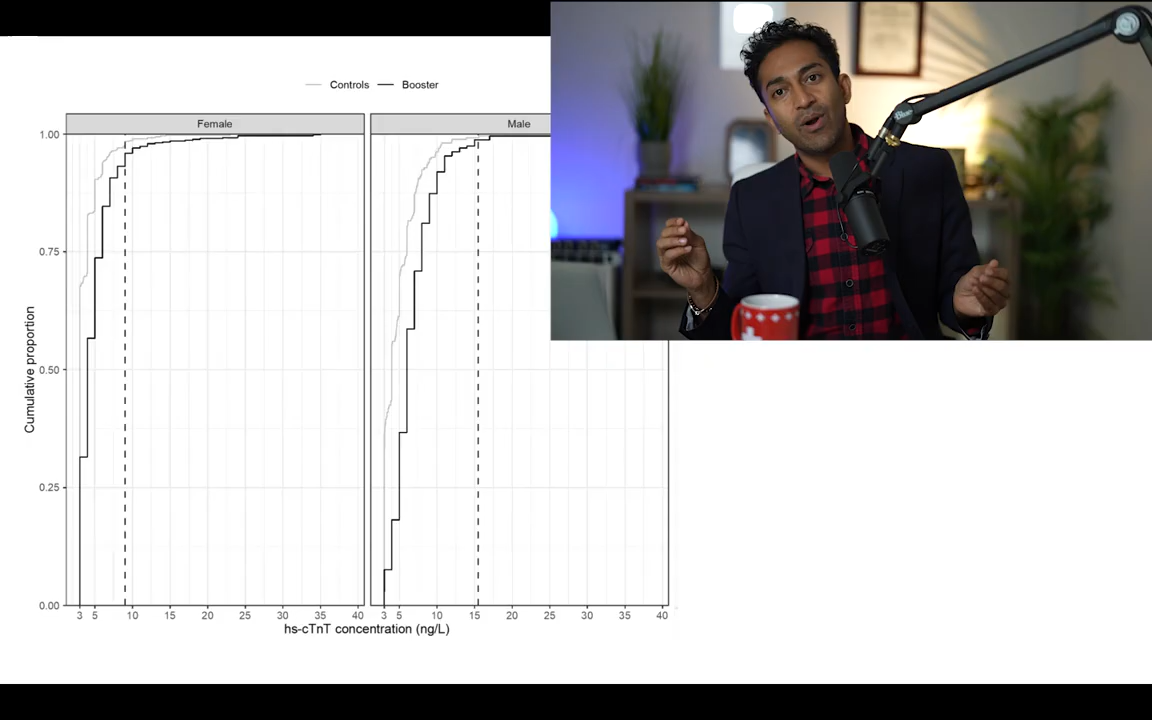 Controls Booster
Female Male
1.00
0.75
0.50
0.25
0.00
Cumulative proportion
3 5 10 15 20 25 30 35 40 3 5 10 15 20 25 30 35 40
hs-cTnT concentration (ng/L)
Blue